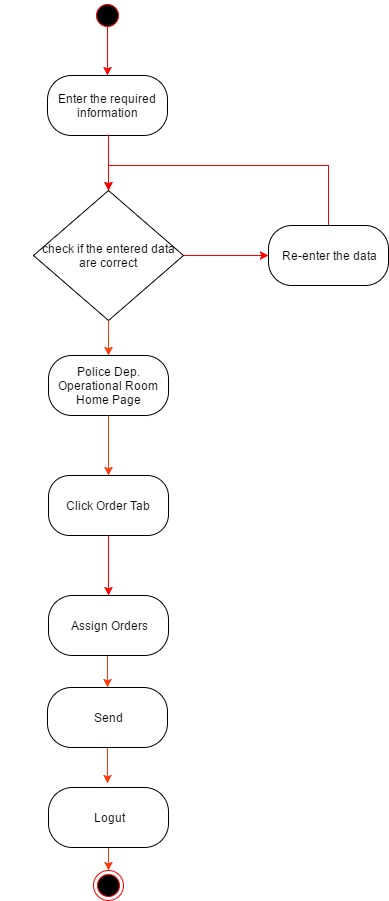 Enter the required
information
check if the entered data
are correct
Re-enter the data
Police Dep.
Operational Room
Home Page
Click Order Tab
Assign Orders
Send
Logut